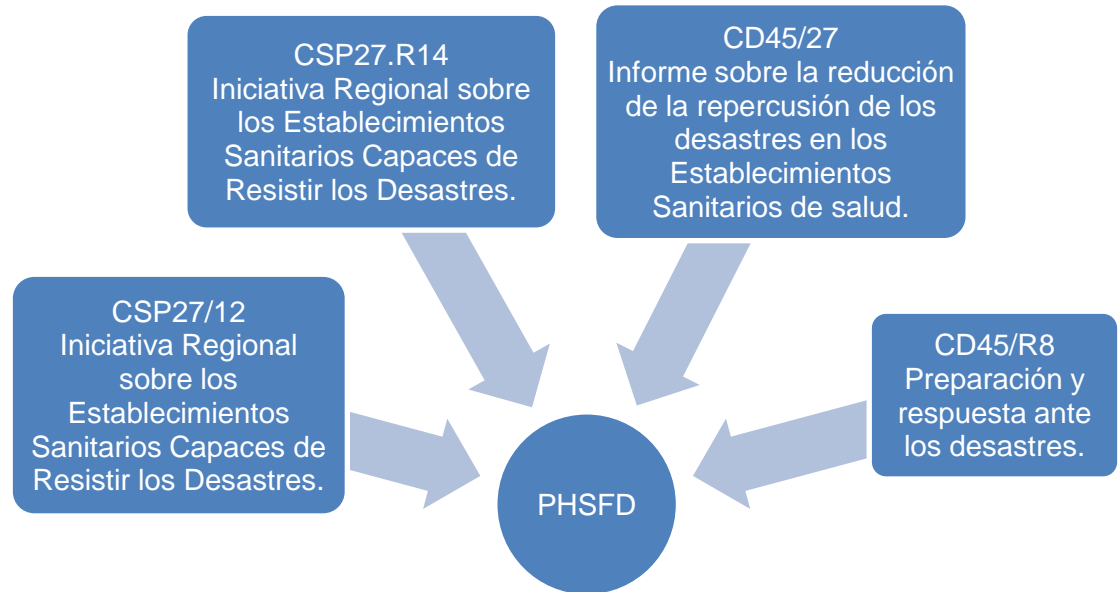 CSP27.R14
Iniciativa Regional sobre
los Establecimientos
Sanitarios Capaces de
Resistir los Desastres.
CD45/27
Informe sobre la reducción
de la repercusión de los
desastres en los
Establecimientos
Sanitarios de salud.
CSP27/12
Iniciativa Regional
sobre los
Establecimientos
Sanitarios Capaces de
Resistir los Desastres.
CD45/R8
Preparación y
respuesta ante
los desastres.
PHSFD